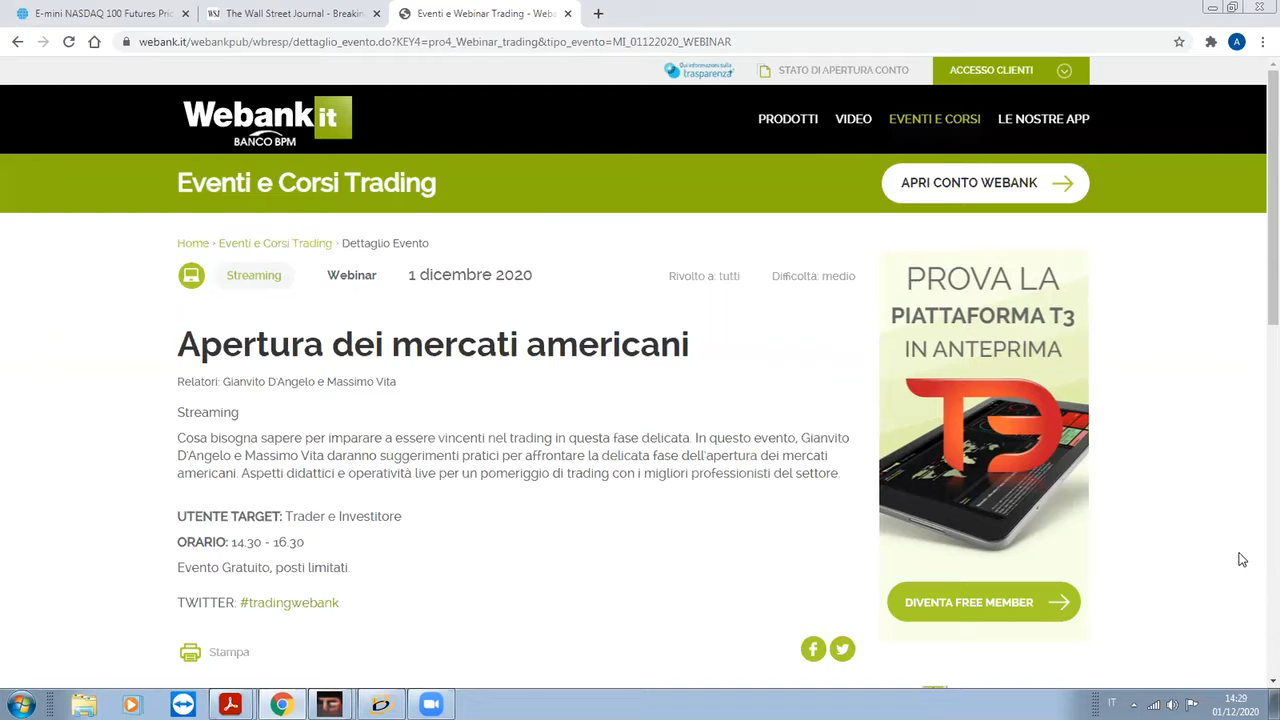 E-mini NASDAQ 100 Futures Pric
The Wall Street Journal - Breakin
Eventi e Webinar Trading - Weba
webank.it/webankpub/wbresp/dettaglio_evento.do?KEY4=pro4_Webinar_trading&tipo_evento=MI_01122020_WEBINAR
A
Qui informazioni sulla
trasparenza
STATO DI APERTURA CONTO
ACCESSO CLIENTI
Webank it
BANCO BPM
PRODOTTI
VIDEO
EVENTI E CORSI
LE NOSTRE APP
Eventi e Corsi Trading
APRI CONTO WEBANK
Home › Eventi e Corsi Trading › Dettaglio Evento
Streaming
Webinar
1 dicembre 2020
Rivolto a: tutti
Difficoltà: medio
Apertura dei mercati americani
Relatori: Gianvito D'Angelo e Massimo Vita
Streaming
Cosa bisogna sapere per imparare a essere vincenti nel trading in questa fase delicata. In questo evento, Gianvito
D'Angelo e Massimo Vita daranno suggerimenti pratici per affrontare la delicata fase dell'apertura dei mercati
americani. Aspetti didattici e operatività live per un pomeriggio di trading con i migliori professionisti del settore.
UTENTE TARGET: Trader e Investitore
ORARIO: 14.30 - 16.30
Evento Gratuito, posti limitati.
TWITTER: #tradingwebank
Stampa
PROVA LA
PIATTAFORMA T3
IN ANTEPRIMA
T3
DIVENTA FREE MEMBER
T3
IT
14:29
01/12/2020